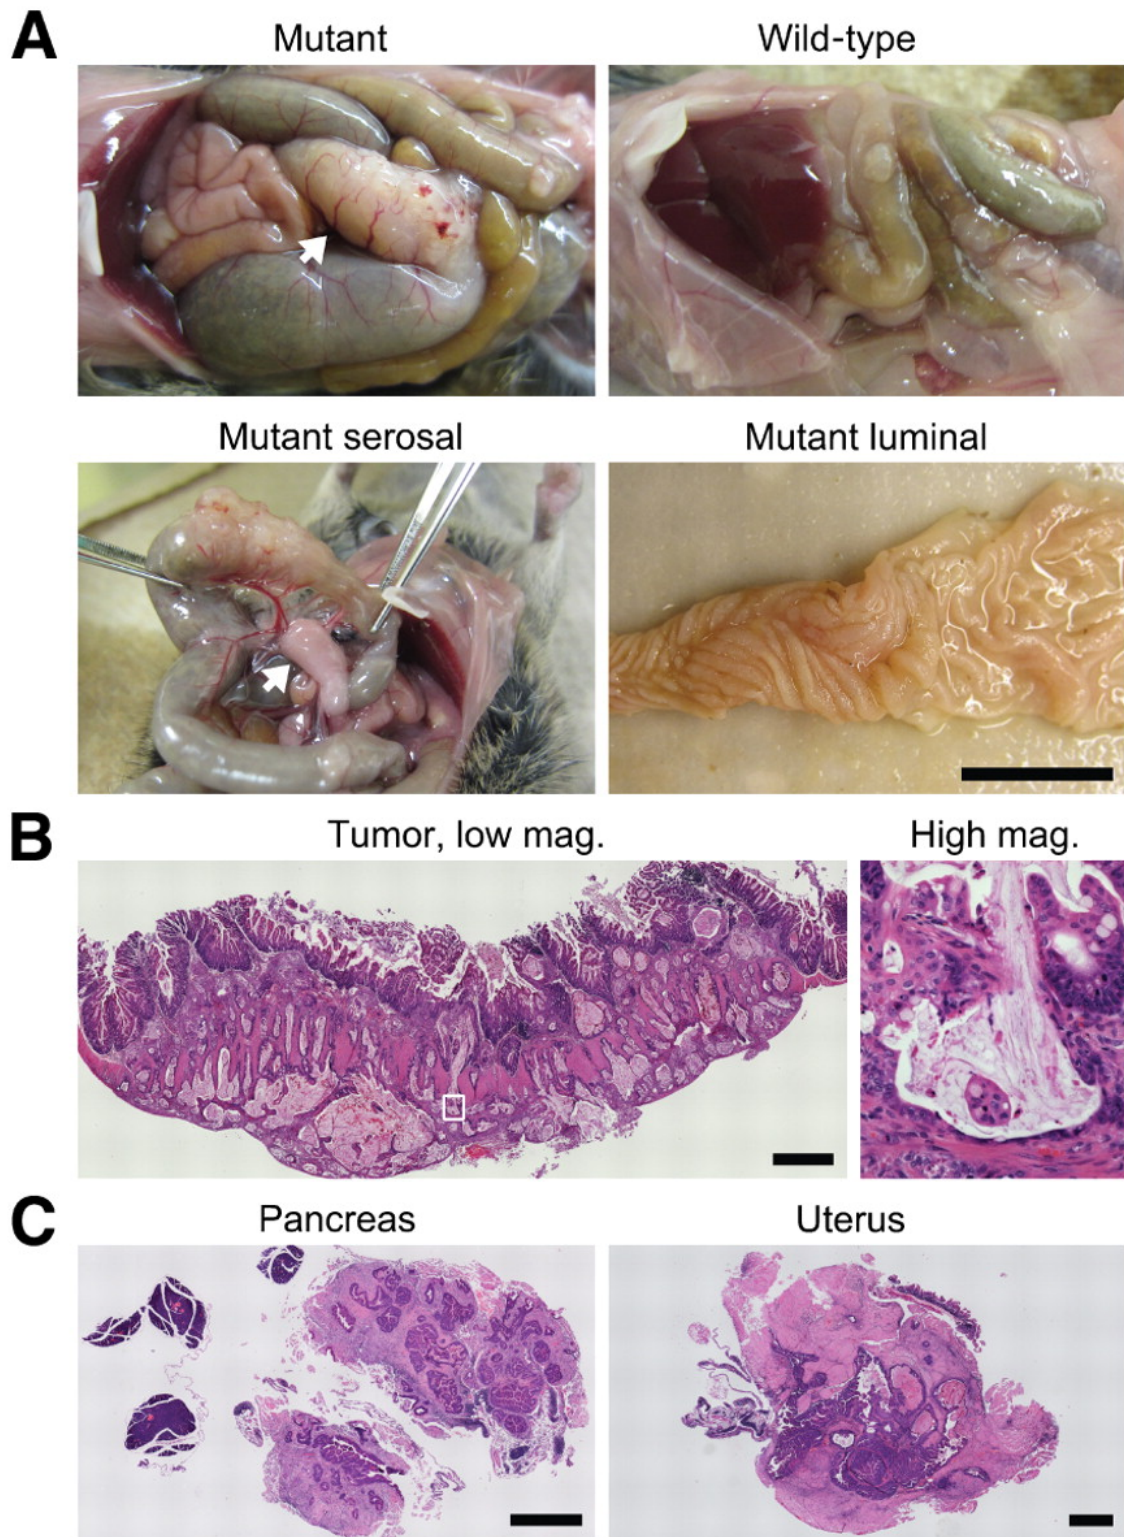 A
Mutant
Wild-type
Mutant serosal
Mutant luminal
B
Tumor, low mag.
High mag.
C
Pancreas
Uterus